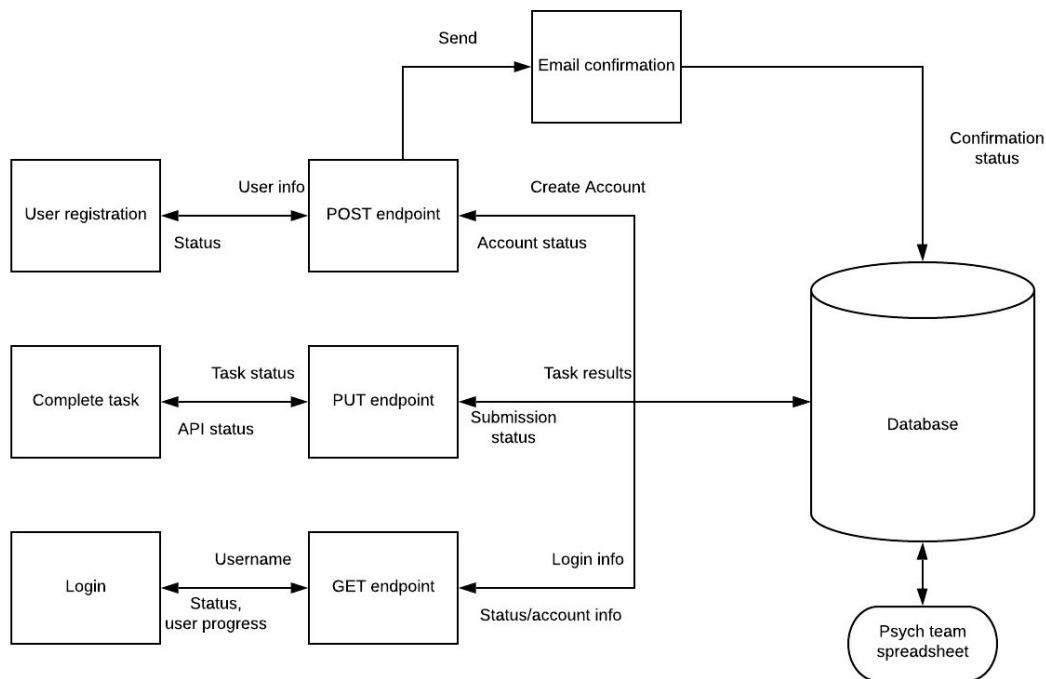 Send
Email confirmation
Confirmation
status
User registration
User info
Status
POST endpoint
Create Account
Account status
Complete task
Task status
API status
PUT endpoint
Task results
Submission
status
Database
Login
Username
Status,
user progress
GET endpoint
Login info
Status/account info
Psych team
spreadsheet